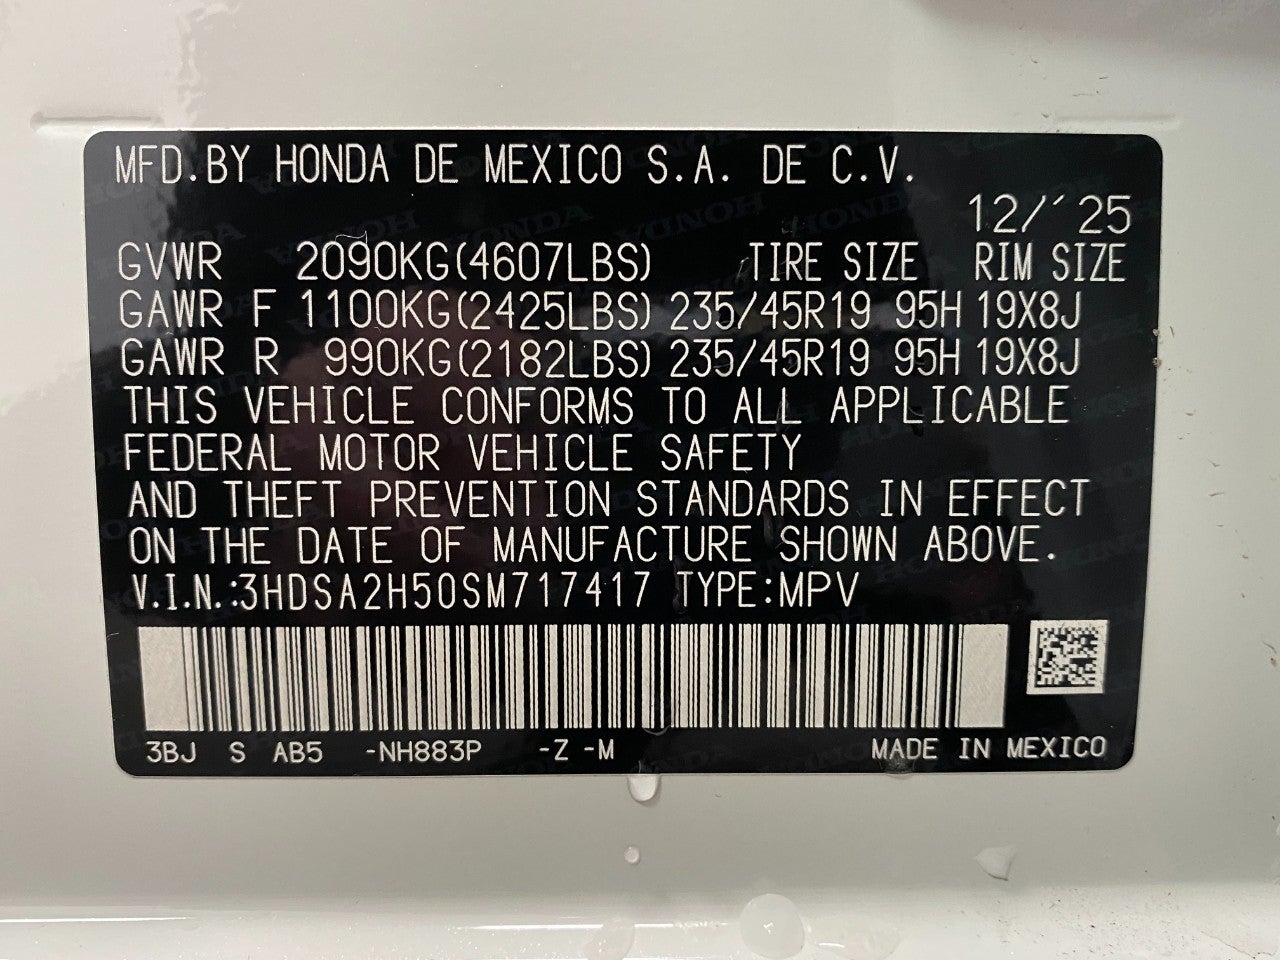 MFD.BY HONDA DE MEXICO S.A. DE C.V.
12/´25
GVWR 2090KG(4607LBS) TIRE SIZE RIM SIZE
GAWR F 1100KG(2425LBS) 235/45R19 95H 19X8J
GAWR R 990KG(2182LBS) 235/45R19 95H 19X8J
THIS VEHICLE CONFORMS TO ALL APPLICABLE
FEDERAL MOTOR VEHICLE SAFETY
AND THEFT PREVENTION STANDARDS IN EFFECT
ON THE DATE OF MANUFACTURE SHOWN ABOVE.
V.I.N.:3HDSA2H50SM717417 TYPE:MPV
3BJ S AB5 -NH883P -Z -M MADE IN MEXICO